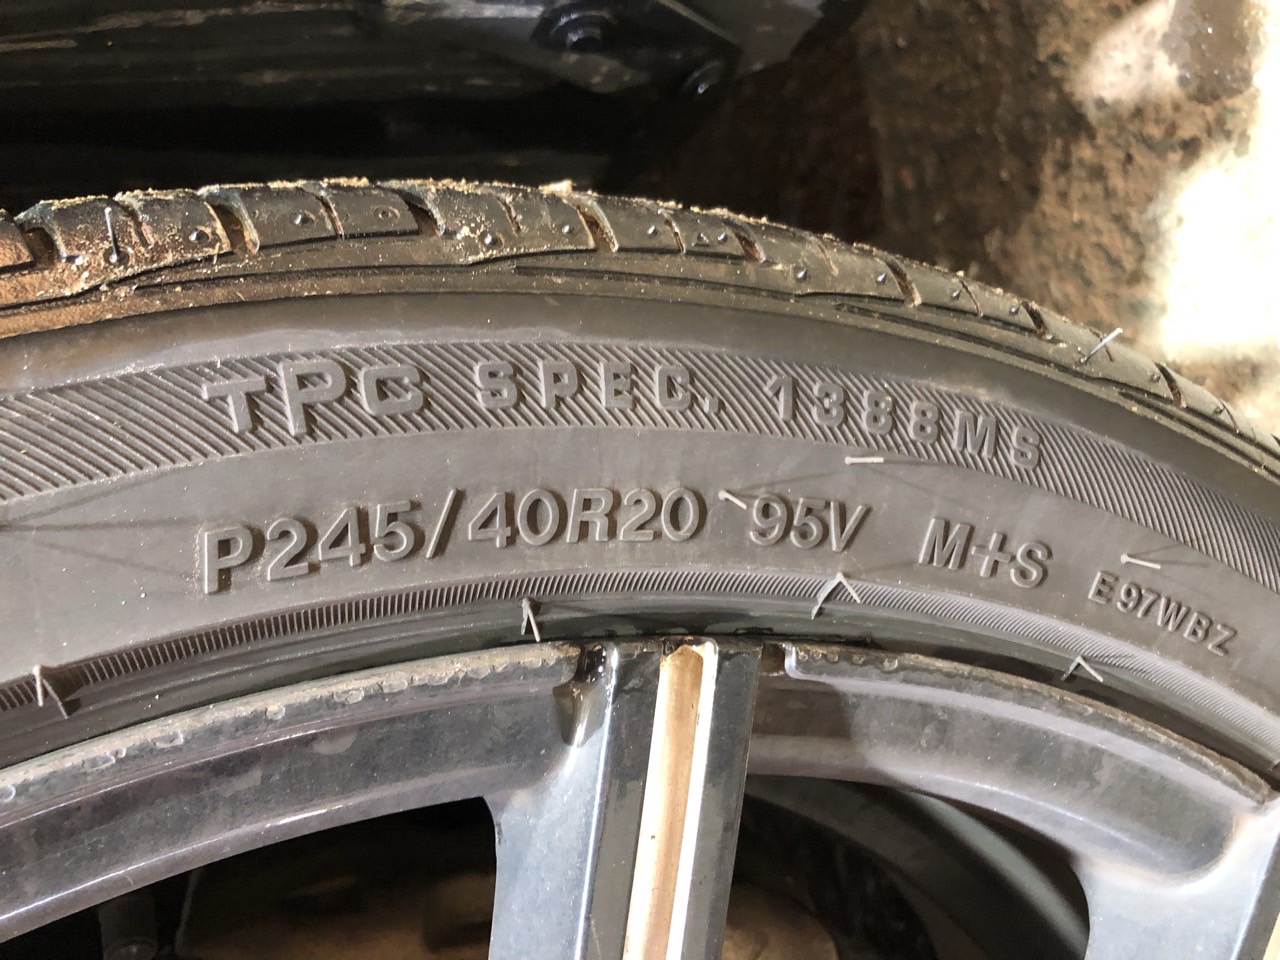 TPC SPEC. 1388MS
P245/40R20 95V M+S E97WBZ